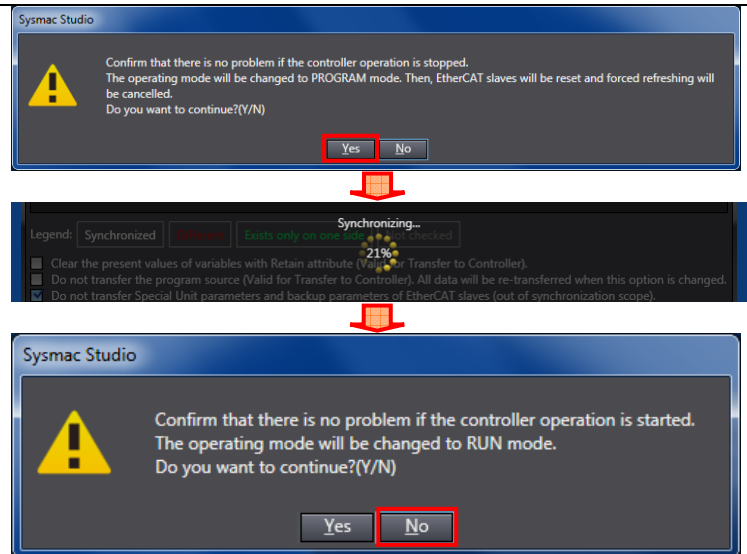 Sysmac Studio
Confirm that there is no problem if the controller operation is stopped.
The operating mode will be changed to PROGRAM mode. Then, EtherCAT slaves will be reset and forced refreshing will
be cancelled.
Do you want to continue?(Y/N)
Yes No
Synchronizing...
Legend: Synchronized Different Exists only on one side Not checked
21%
Clear the present values of variables with Retain attribute (Valid for Transfer to Controller).
Do not transfer the program source (Valid for Transfer to Controller). All data will be re-transferred when this option is changed.
Do not transfer Special Unit parameters and backup parameters of EtherCAT slaves (out of synchronization scope).
Sysmac Studio
Confirm that there is no problem if the controller operation is started.
The operating mode will be changed to RUN mode.
Do you want to continue?(Y/N)
Yes No